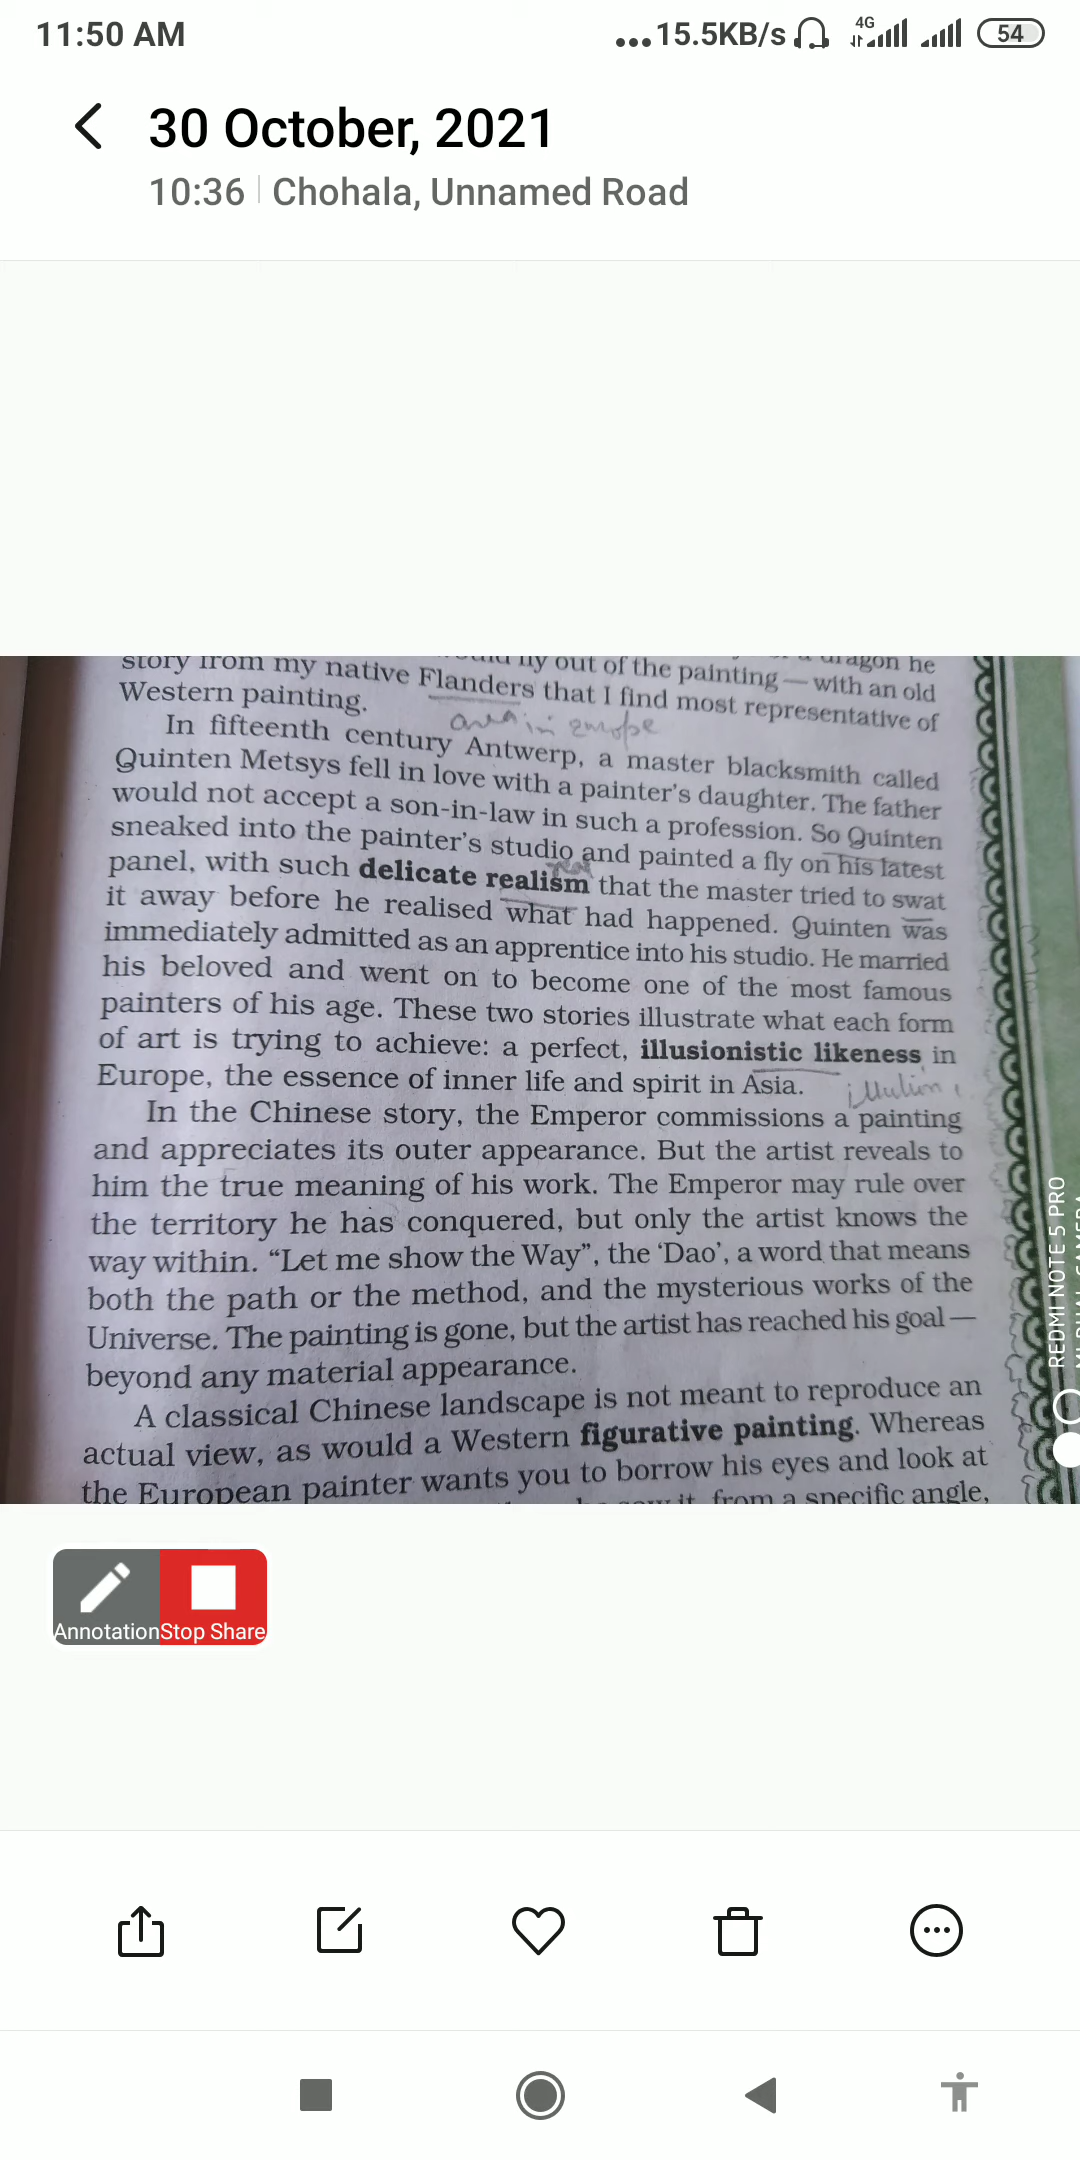 11:50 AM
...15.5KB/s 4G 54
30 October, 2021
10:36 Chohala, Unnamed Road
dragon he
fly out of the painting — with an old
story from my native Flanders that I find most representative of
Western painting.
area in europe
In fifteenth century Antwerp, a master blacksmith called
Quinten Metsys fell in love with a painter's daughter. The father
would not accept a son-in-law in such a profession. So Quinten
sneaked into the painter's studio and painted a fly on his latest
real
panel, with such delicate realism that the master tried to swat
it away before he realised what had happened. Quinten was
immediately admitted as an apprentice into his studio. He married
his beloved and went on to become one of the most famous
painters of his age. These two stories illustrate what each form
of art is trying to achieve: a perfect, illusionistic likeness in
Europe, the essence of inner life and spirit in Asia.
In the Chinese story, the Emperor commissions a painting
and appreciates its outer appearance. But the artist reveals to
him the true meaning of his work. The Emperor may rule over
the territory he has conquered, but only the artist knows the
way within. “Let me show the Way”, the ‘Dao’, a word that means
both the path or the method, and the mysterious works of the
Universe. The painting is gone, but the artist has reached his goal —
beyond any material appearance.
A classical Chinese landscape is not meant to reproduce an
actual view, as would a Western figurative painting. Whereas
the European painter wants you to borrow his eyes and look at
saw it, from a specific angle,
REDMI NOTE 5 PRO
Annotation Stop Share